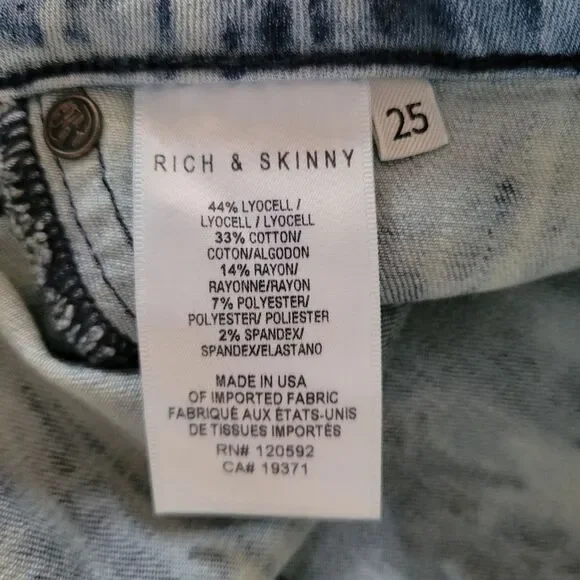 25
RICH & SKINNY
44% LYOCELL /
LYOCELL / LYOCELL
33% COTTON/
COTON/ALGODON
14% RAYON/
RAYONNE/RAYON
7% POLYESTER/
POLYESTER/ POLIESTER
2% SPANDEX/
SPANDEX/ELASTANO
MADE IN USA
OF IMPORTED FABRIC
FABRIQUÉ AUX ÉTATS-UNIS
DE TISSUES IMPORTÉS
RN# 120592
CA# 19371